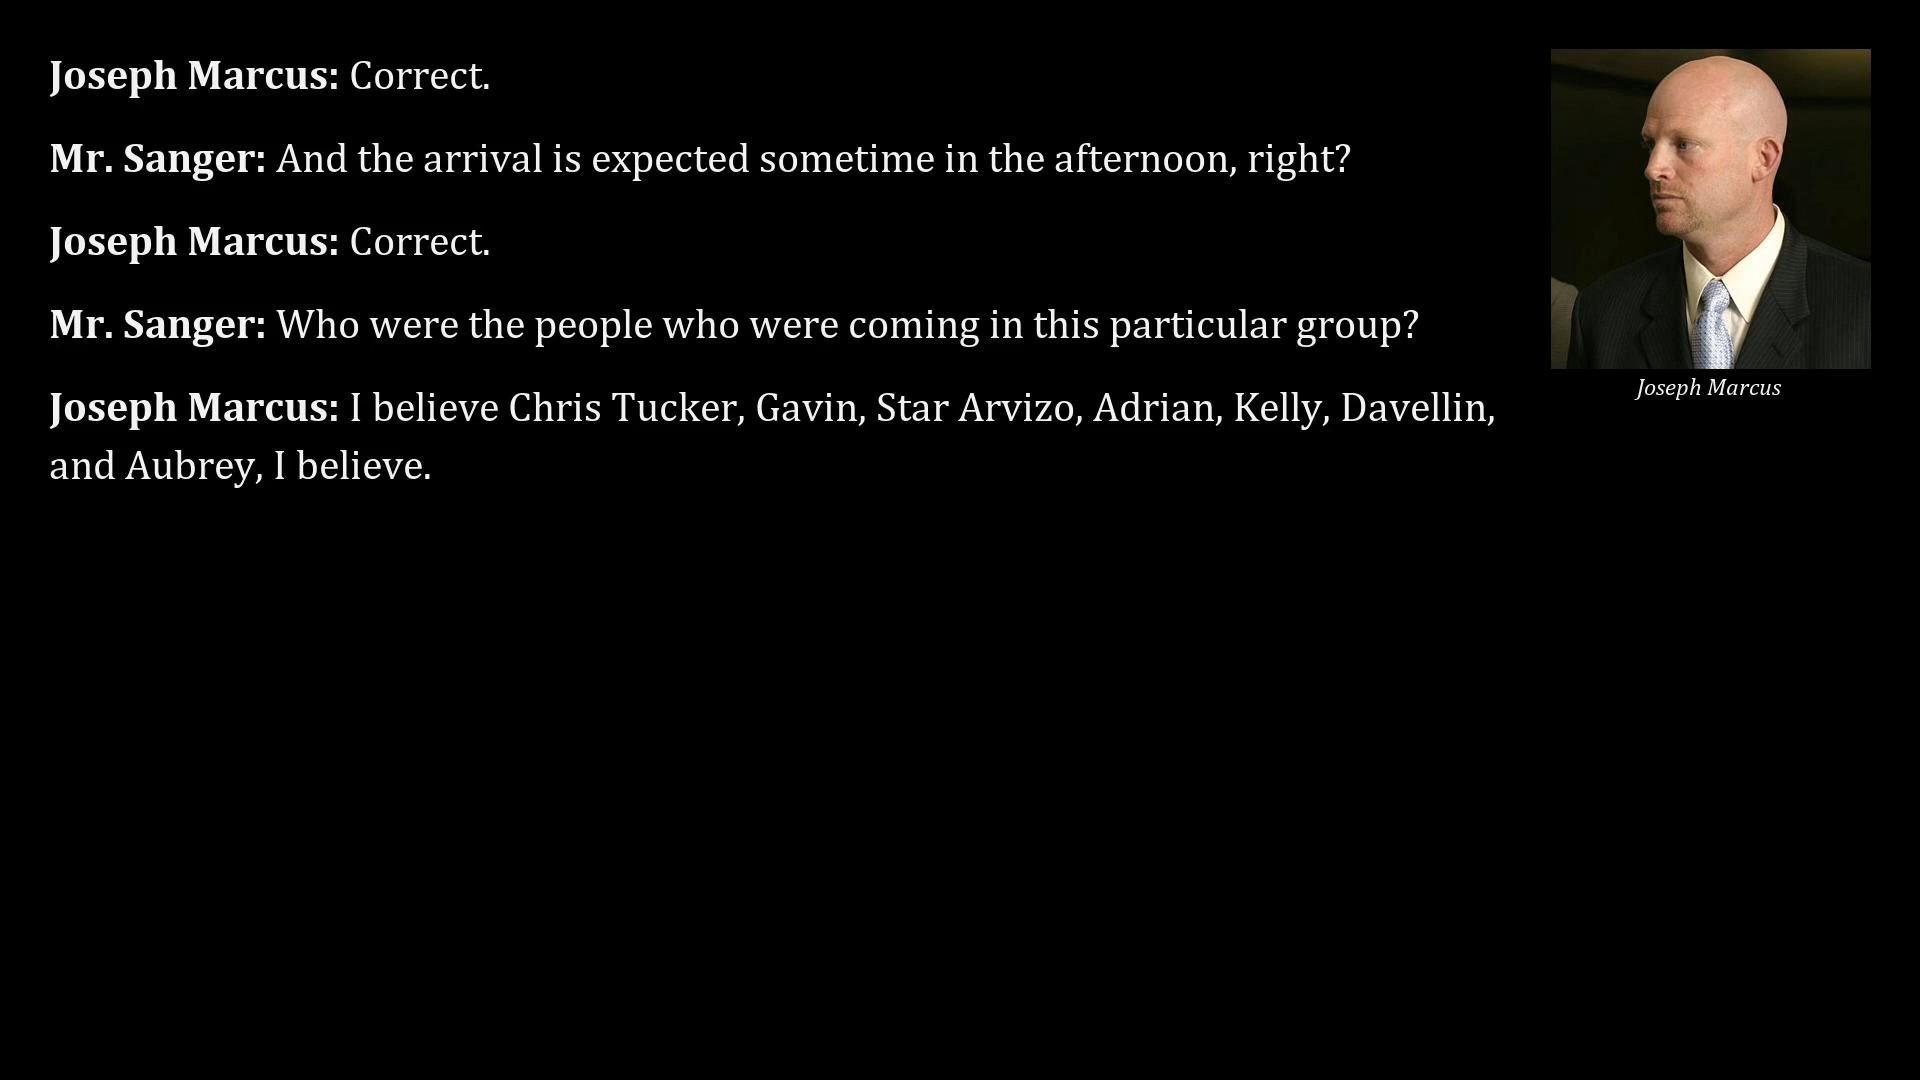 Joseph Marcus: Correct.
Mr. Sanger: And the arrival is expected sometime in the afternoon, right?
Joseph Marcus: Correct.
Mr. Sanger: Who were the people who were coming in this particular group?
Joseph Marcus: I believe Chris Tucker, Gavin, Star Arvizo, Adrian, Kelly, Davellin,
and Aubrey, I believe.
Joseph Marcus